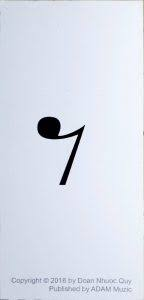 Copyright © 2018 by Doan Nhuoc Quy
Published by ADAM Muzic